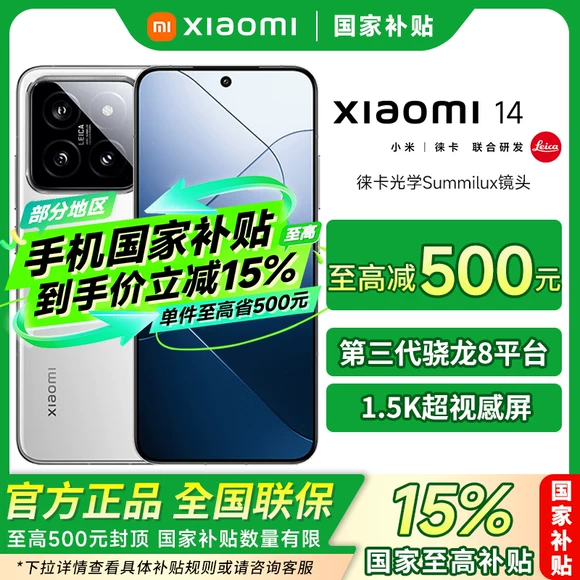 xiaomi 国家补贴
LEICA
xiaomi 14
小米 | 徕卡 联合研发 Leica
徕卡光学Summilux镜头
部分地区
手机国家补贴
至高
到手价立减15%
单件至高省500元
至高减500元
第三代骁龙8平台
1.5K超视感屏
xiaomi
官方正品 全国联保
至高500元封顶 国家补贴数量有限
*下拉详情查看具体补贴规则或请咨询客服
15%
国家至高补贴
国家补贴